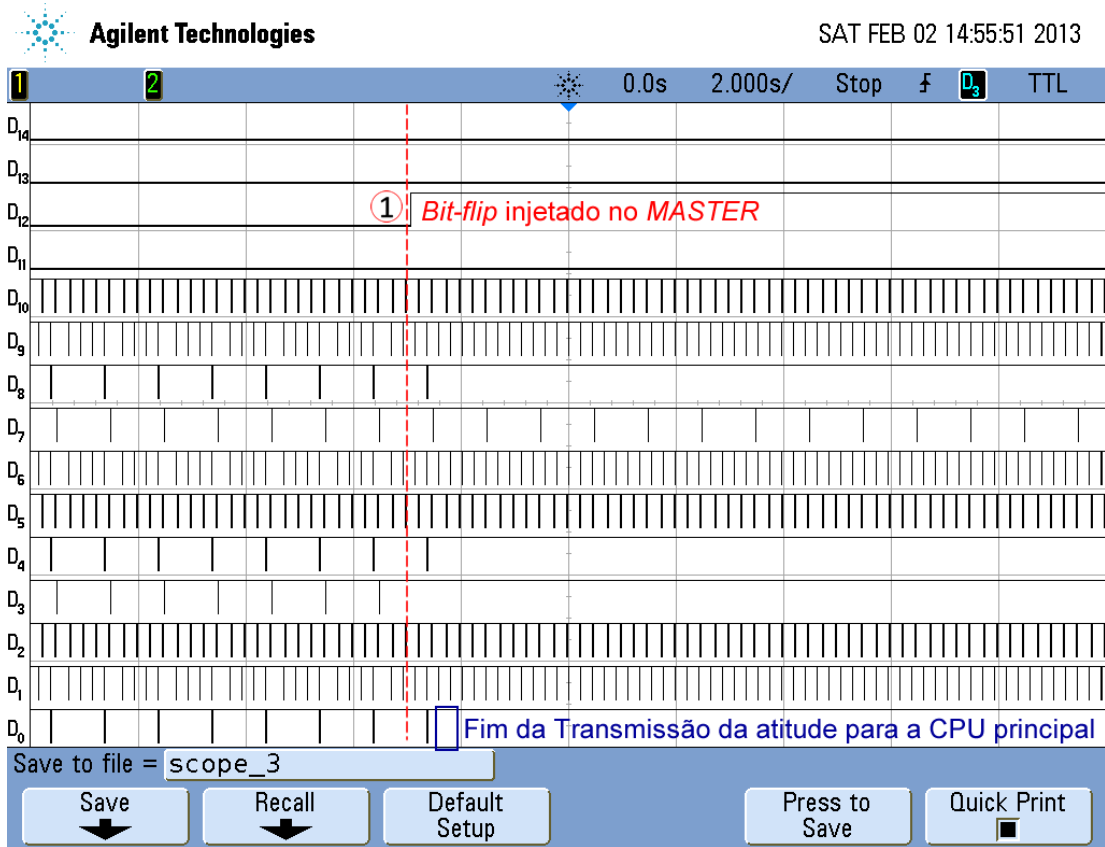 Agilent Technologies
SAT FEB 02 14:55:51 2013
1 2 0.0s 2.000s/ Stop D3 TTL
D14
D13
① Bit-flip injetado no MASTER
D12
D11
D10
D9
D8
D7
D6
D5
D4
D3
D2
D1
D0 Fim da Transmissão da atitude para a CPU principal
Save to file = scope_3
Save Recall Default Setup Press to Save Quick Print